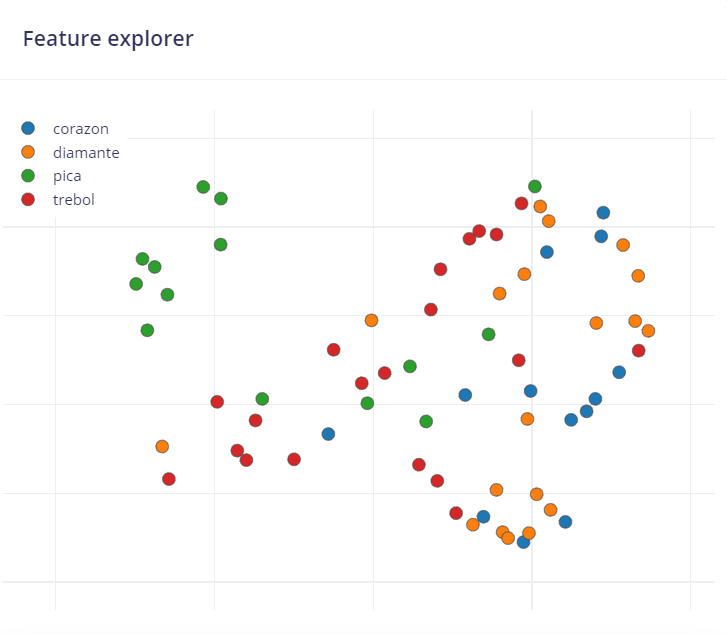 Feature explorer
corazon
diamante
pica
trebol